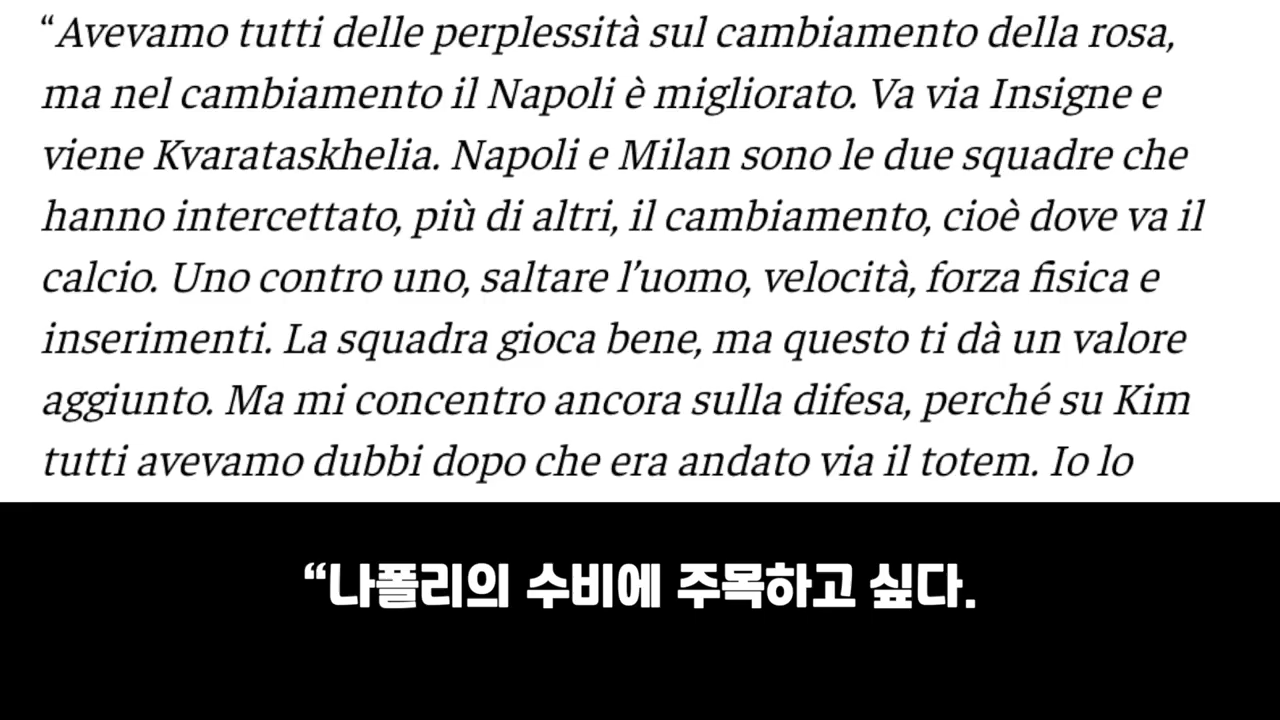 “Avevamo tutti delle perplessità sul cambiamento della rosa,
ma nel cambiamento il Napoli è migliorato. Va via Insigne e
viene Kvarataskhelia. Napoli e Milan sono le due squadre che
hanno intercettato, più di altri, il cambiamento, cioè dove va il
calcio. Uno contro uno, saltare l’uomo, velocità, forza fisica e
inserimenti. La squadra gioca bene, ma questo ti dà un valore
aggiunto. Ma mi concentro ancora sulla difesa, perché su Kim
tutti avevamo dubbi dopo che era andato via il totem. Io lo
“나폴리의 수비에 주목하고 싶다.